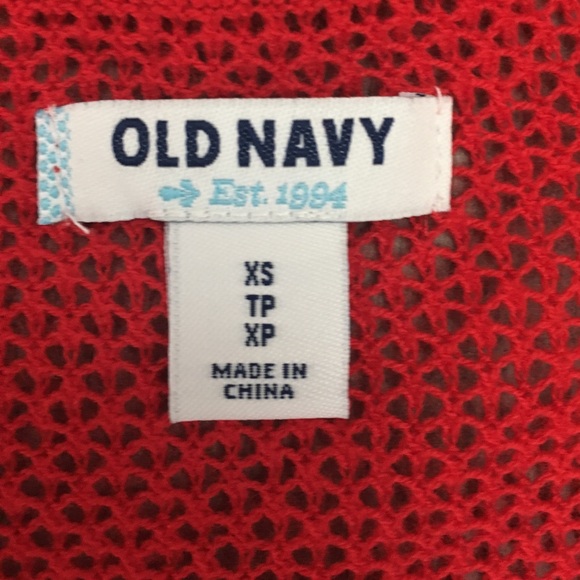 OLD NAVY
Est. 1994
XS
TP
XP
MADE IN
CHINA